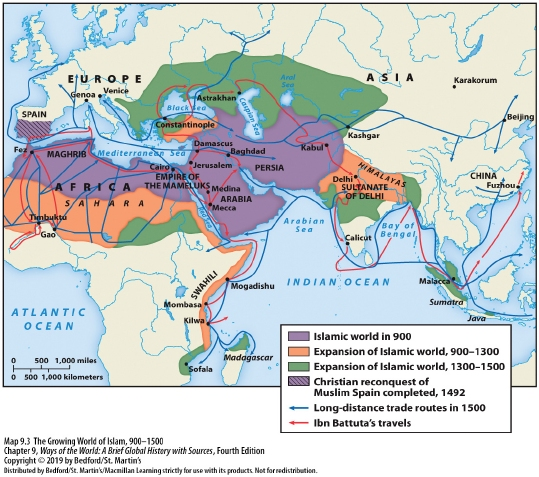 EUROPE
ASIA
Genoa
Venice
SPAIN
Black Sea
Astrakhan
Aral
Sea
Caspian Sea
Karakorum
Beijing
Constantinople
Kashgar
Fez
MAGHRIB
Mediterranean Sea
Damascus
Baghdad
Jerusalem
Cairo
PERSIA
Kabul
HIMALAYAS
CHINA
Fuzhou
EMPIRE OF
THE MAMELUKS
Medina
ARABIA
Mecca
Red Sea
Delhi
SULTANATE
OF DELHI
AFRICA
SAHARA
Timbuktu
Gao
Arabian
Sea
Calicut
Bay of
Bengal
Mogadishu
INDIAN OCEAN
SWAHILI
Mombasa
Kilwa
Malacca
Sumatra
Java
ATLANTIC
OCEAN
Madagascar
Sofala
0 500 1,000 miles
0 500 1,000 kilometers
Islamic world in 900
Expansion of Islamic world, 900–1300
Expansion of Islamic world, 1300–1500
Christian reconquest of
Muslim Spain completed, 1492
Long-distance trade routes in 1500
Ibn Battuta's travels
Map 9.3 The Growing World of Islam, 900–1500
Chapter 9, Ways of the World: A Brief Global History with Sources, Fourth Edition
Copyright © 2019 by Bedford/St. Martin's
Distributed by Bedford/St. Martin's/Macmillan Learning strictly for use with its products. Not for redistribution.